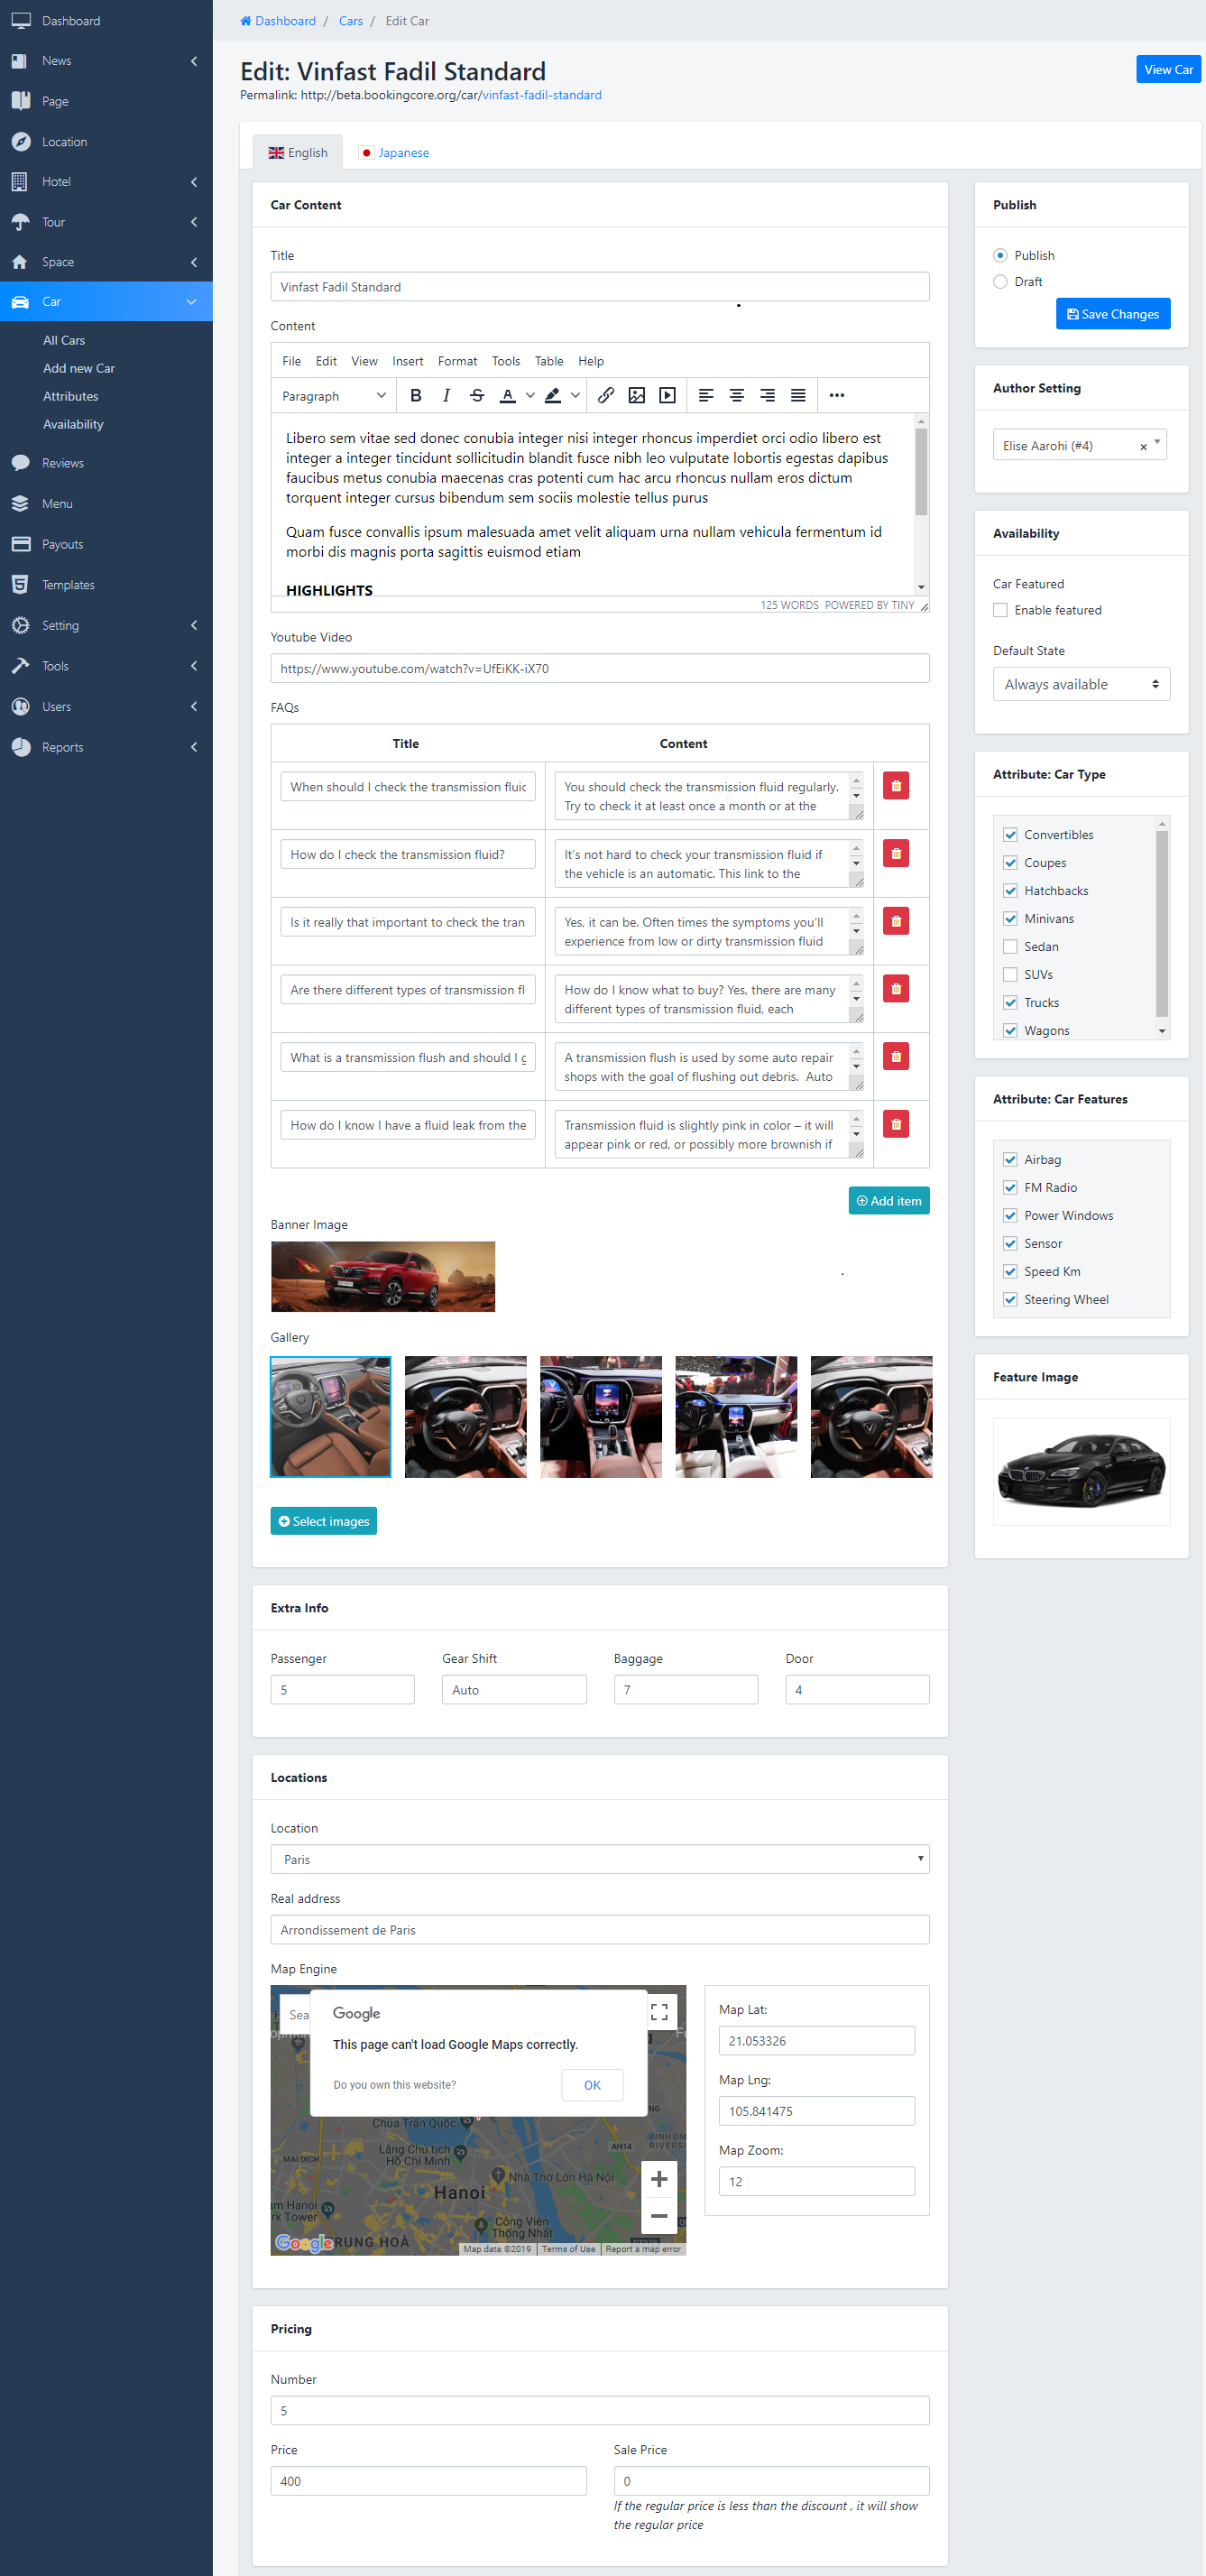 Dashboard
News
Page
Location
Hotel
Tour
Space
Car
All Cars
Add new Car
Attributes
Availability
Reviews
Menu
Payouts
Templates
Setting
Tools
Users
Reports
Dashboard / Cars / Edit Car
Edit: Vinfast Fadil Standard
Permalink: http://beta.bookingcore.org/car/vinfast-fadil-standard
View Car
English
Japanese
Car Content
Title
Vinfast Fadil Standard
Content
File Edit View Insert Format Tools Table Help
Paragraph
Libero sem vitae sed donec conubia integer nisi integer rhoncus imperdiet orci odio libero est
integer a integer tincidunt sollicitudin blandit fusce nibh leo vulputate lobortis egestas dapibus
faucibus metus conubia maecenas cras potenti cum hac arcu rhoncus nullam eros dictum
torquent integer cursus bibendum sem sociis molestie tellus purus
Quam fusce convallis ipsum malesuada amet velit aliquam urna nullam vehicula fermentum id
morbi dis magnis porta sagittis euismod etiam
HIGHLIGHTS
125 WORDS POWERED BY TINY
Youtube Video
https://www.youtube.com/watch?v=UfEiKK-iX70
FAQs
Title Content
When should I check the transmission fluid
You should check the transmission fluid regularly.
Try to check it at least once a month or at the
How do I check the transmission fluid?
It's not hard to check your transmission fluid if
the vehicle is an automatic. This link to the
Is it really that important to check the tran
Yes, it can be. Often times the symptoms you'll
experience from low or dirty transmission fluid
Are there different types of transmission fl
How do I know what to buy? Yes, there are many
different types of transmission fluid, each
What is a transmission flush and should I g
A transmission flush is used by some auto repair
shops with the goal of flushing out debris. Auto
How do I know I have a fluid leak from the
Transmission fluid is slightly pink in color – it will
appear pink or red, or possibly more brownish if
Add item
Banner Image
Gallery
Select images
Extra Info
Passenger Gear Shift Baggage Door
5 Auto 7 4
Locations
Location
Paris
Real address
Arrondissement de Paris
Map Engine
Sea
Google
This page can't load Google Maps correctly.
Do you own this website?
OK
Chùa Trấn Quốc
Lăng Chủ tịch
Hồ Chí Minh
MAI DỊCH
AH14
VINHOM
RIVERSI
Nhà Thờ Lớn Hà Nội
Hanoi
am Hanoi
rk Tower
Công Viên
Thống Nhất
RUNG HOÀ
Google
Map data ©2019 Terms of Use Report a map error
Map Lat:
21.053326
Map Lng:
105.841475
Map Zoom:
12
Pricing
Number
5
Price
400
Sale Price
0
If the regular price is less than the discount , it will show
the regular price
Publish
Publish
Draft
Save Changes
Author Setting
Elise Aarohi (#4) ×
Availability
Car Featured
Enable featured
Default State
Always available
Attribute: Car Type
Convertibles
Coupes
Hatchbacks
Minivans
Sedan
SUVs
Trucks
Wagons
Attribute: Car Features
Airbag
FM Radio
Power Windows
Sensor
Speed Km
Steering Wheel
Feature Image